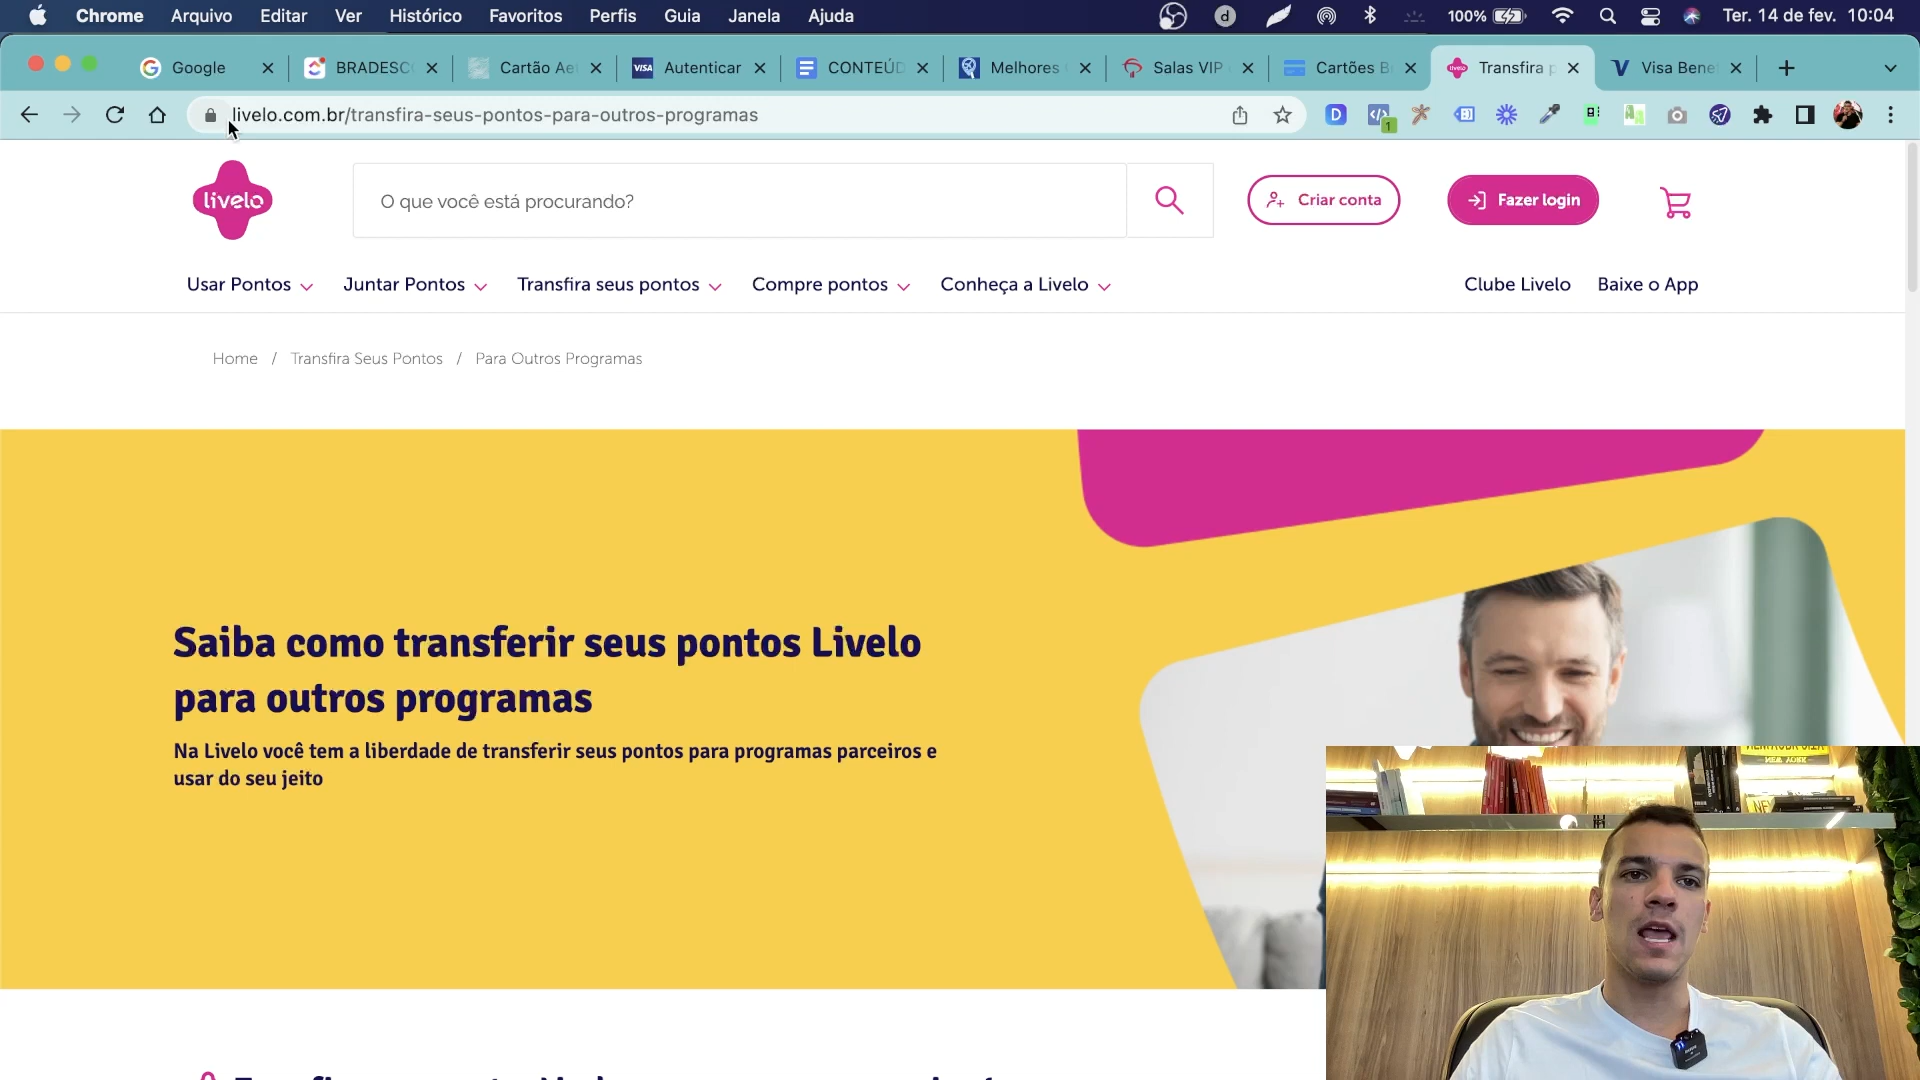 Chrome Arquivo Editar Ver Histórico Favoritos Perfis Guia Janela Ajuda 100% Ter. 14 de fev. 10:04
Google BRADESC Cartão Ae VISA Autenticar CONTEÚD Melhores Salas VIP Cartões B Transfira p Visa Bene
livelo.com.br/transfira-seus-pontos-para-outros-programas
livelo
O que você está procurando?
Criar conta
Fazer login
Usar Pontos Juntar Pontos Transfira seus pontos Compre pontos Conheça a Livelo Clube Livelo Baixe o App
Home / Transfira Seus Pontos / Para Outros Programas
Saiba como transferir seus pontos Livelo
para outros programas
Na Livelo você tem a liberdade de transferir seus pontos para programas parceiros e
usar do seu jeito